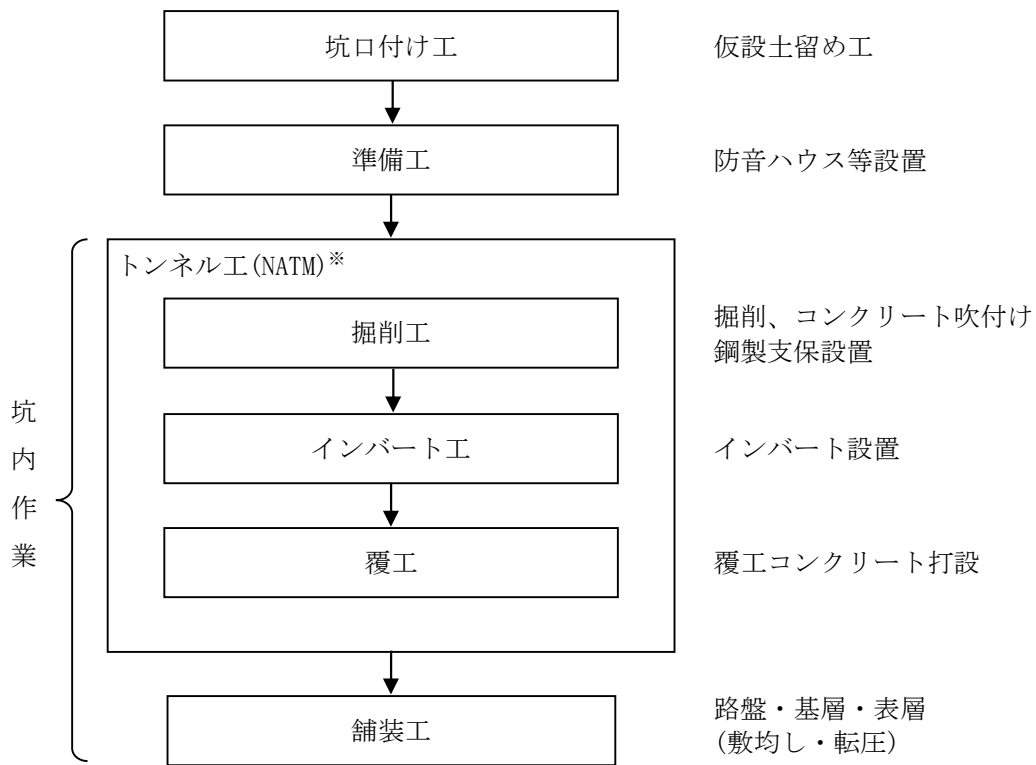 坑口付け工
仮設土留め工
準備工
防音ハウス等設置
トンネル工(NATM)※
掘削工
掘削、コンクリート吹付け
鋼製支保設置
インバート工
インバート設置
覆工
覆工コンクリート打設
坑内作業
舗装工
路盤・基層・表層
(敷均し・転圧)